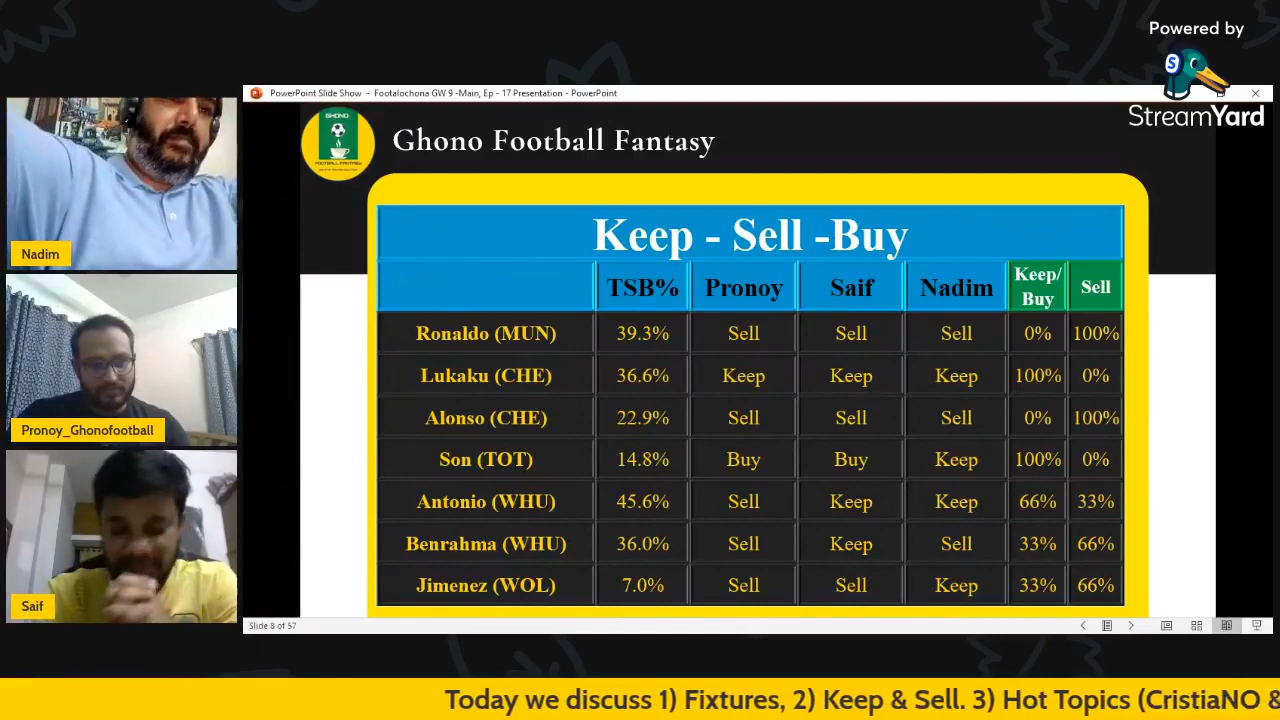 Powered by
StreamYard
PowerPoint Slide Show - Footalochona GW 9 -Main, Ep - 17 Presentation - PowerPoint
GHONO
FOOTBALL FANTASY
Ghono Football Fantasy
Keep - Sell -Buy
TSB% Pronoy Saif Nadim Keep/ Buy Sell
Ronaldo (MUN) 39.3% Sell Sell Sell 0% 100%
Lukaku (CHE) 36.6% Keep Keep Keep 100% 0%
Alonso (CHE) 22.9% Sell Sell Sell 0% 100%
Son (TOT) 14.8% Buy Buy Keep 100% 0%
Antonio (WHU) 45.6% Sell Keep Keep 66% 33%
Benrahma (WHU) 36.0% Sell Keep Sell 33% 66%
Jimenez (WOL) 7.0% Sell Sell Keep 33% 66%
Slide 8 of 57
Nadim
Pronoy_Ghonofootball
Saif
Today we discuss 1) Fixtures, 2) Keep & Sell. 3) Hot Topics (CristiaNO &